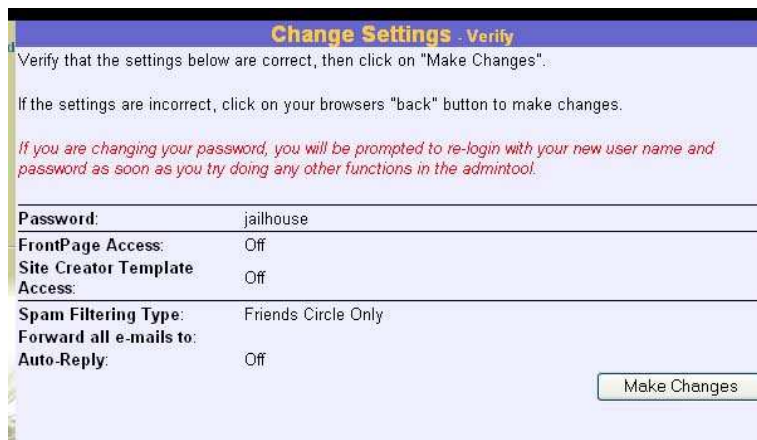 Change Settings - Verify
Verify that the settings below are correct, then click on "Make Changes".
If the settings are incorrect, click on your browsers "back" button to make changes.
If you are changing your password, you will be prompted to re-login with your new user name and
password as soon as you try doing any other functions in the admintool.
Password: jailhouse
FrontPage Access: Off
Site Creator Template
Access: Off
Spam Filtering Type: Friends Circle Only
Forward all e-mails to:
Auto-Reply: Off
Make Changes